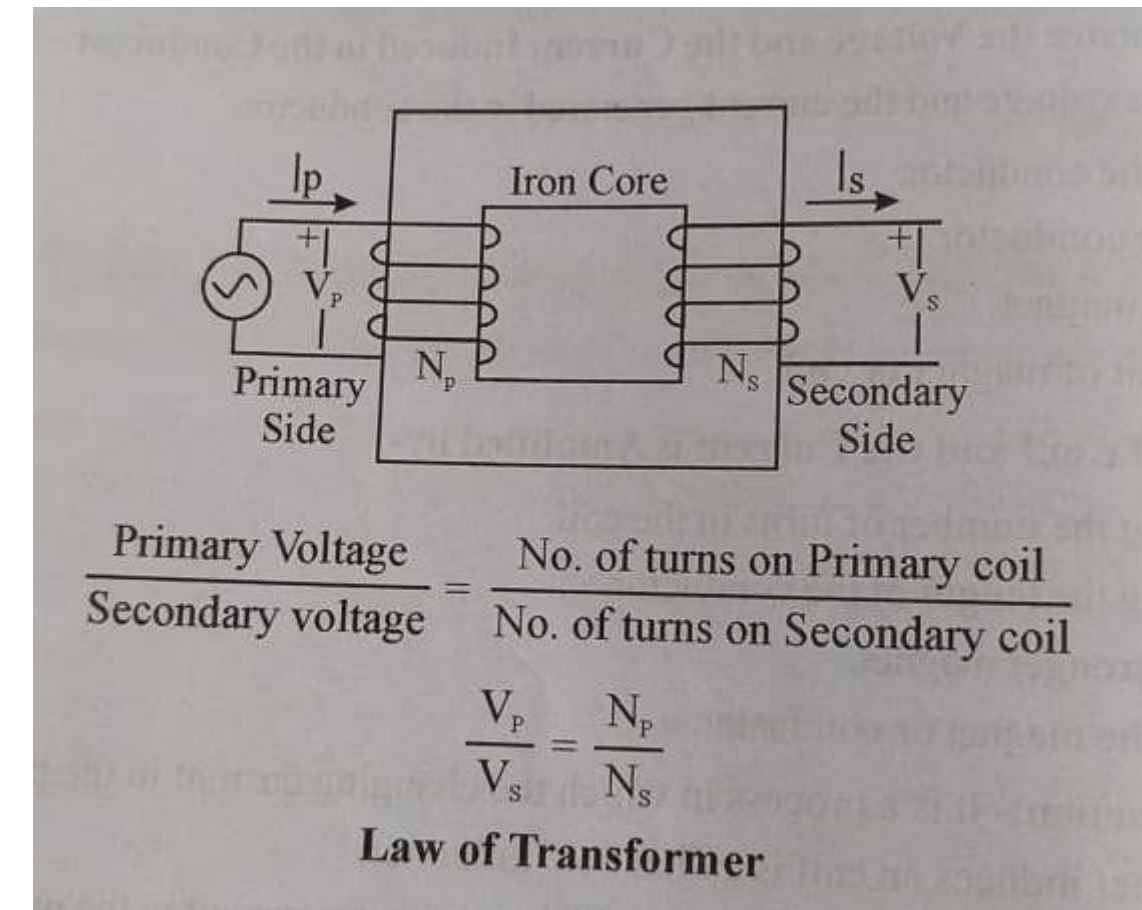 Ip
Iron Core
Is
+
+
Vp
Vs
Np
Ns
Primary
Side
Secondary
Side
Primary Voltage
Secondary voltage
=
No. of turns on Primary coil
No. of turns on Secondary coil
Vp
Vs
=
Np
Ns
Law of Transformer